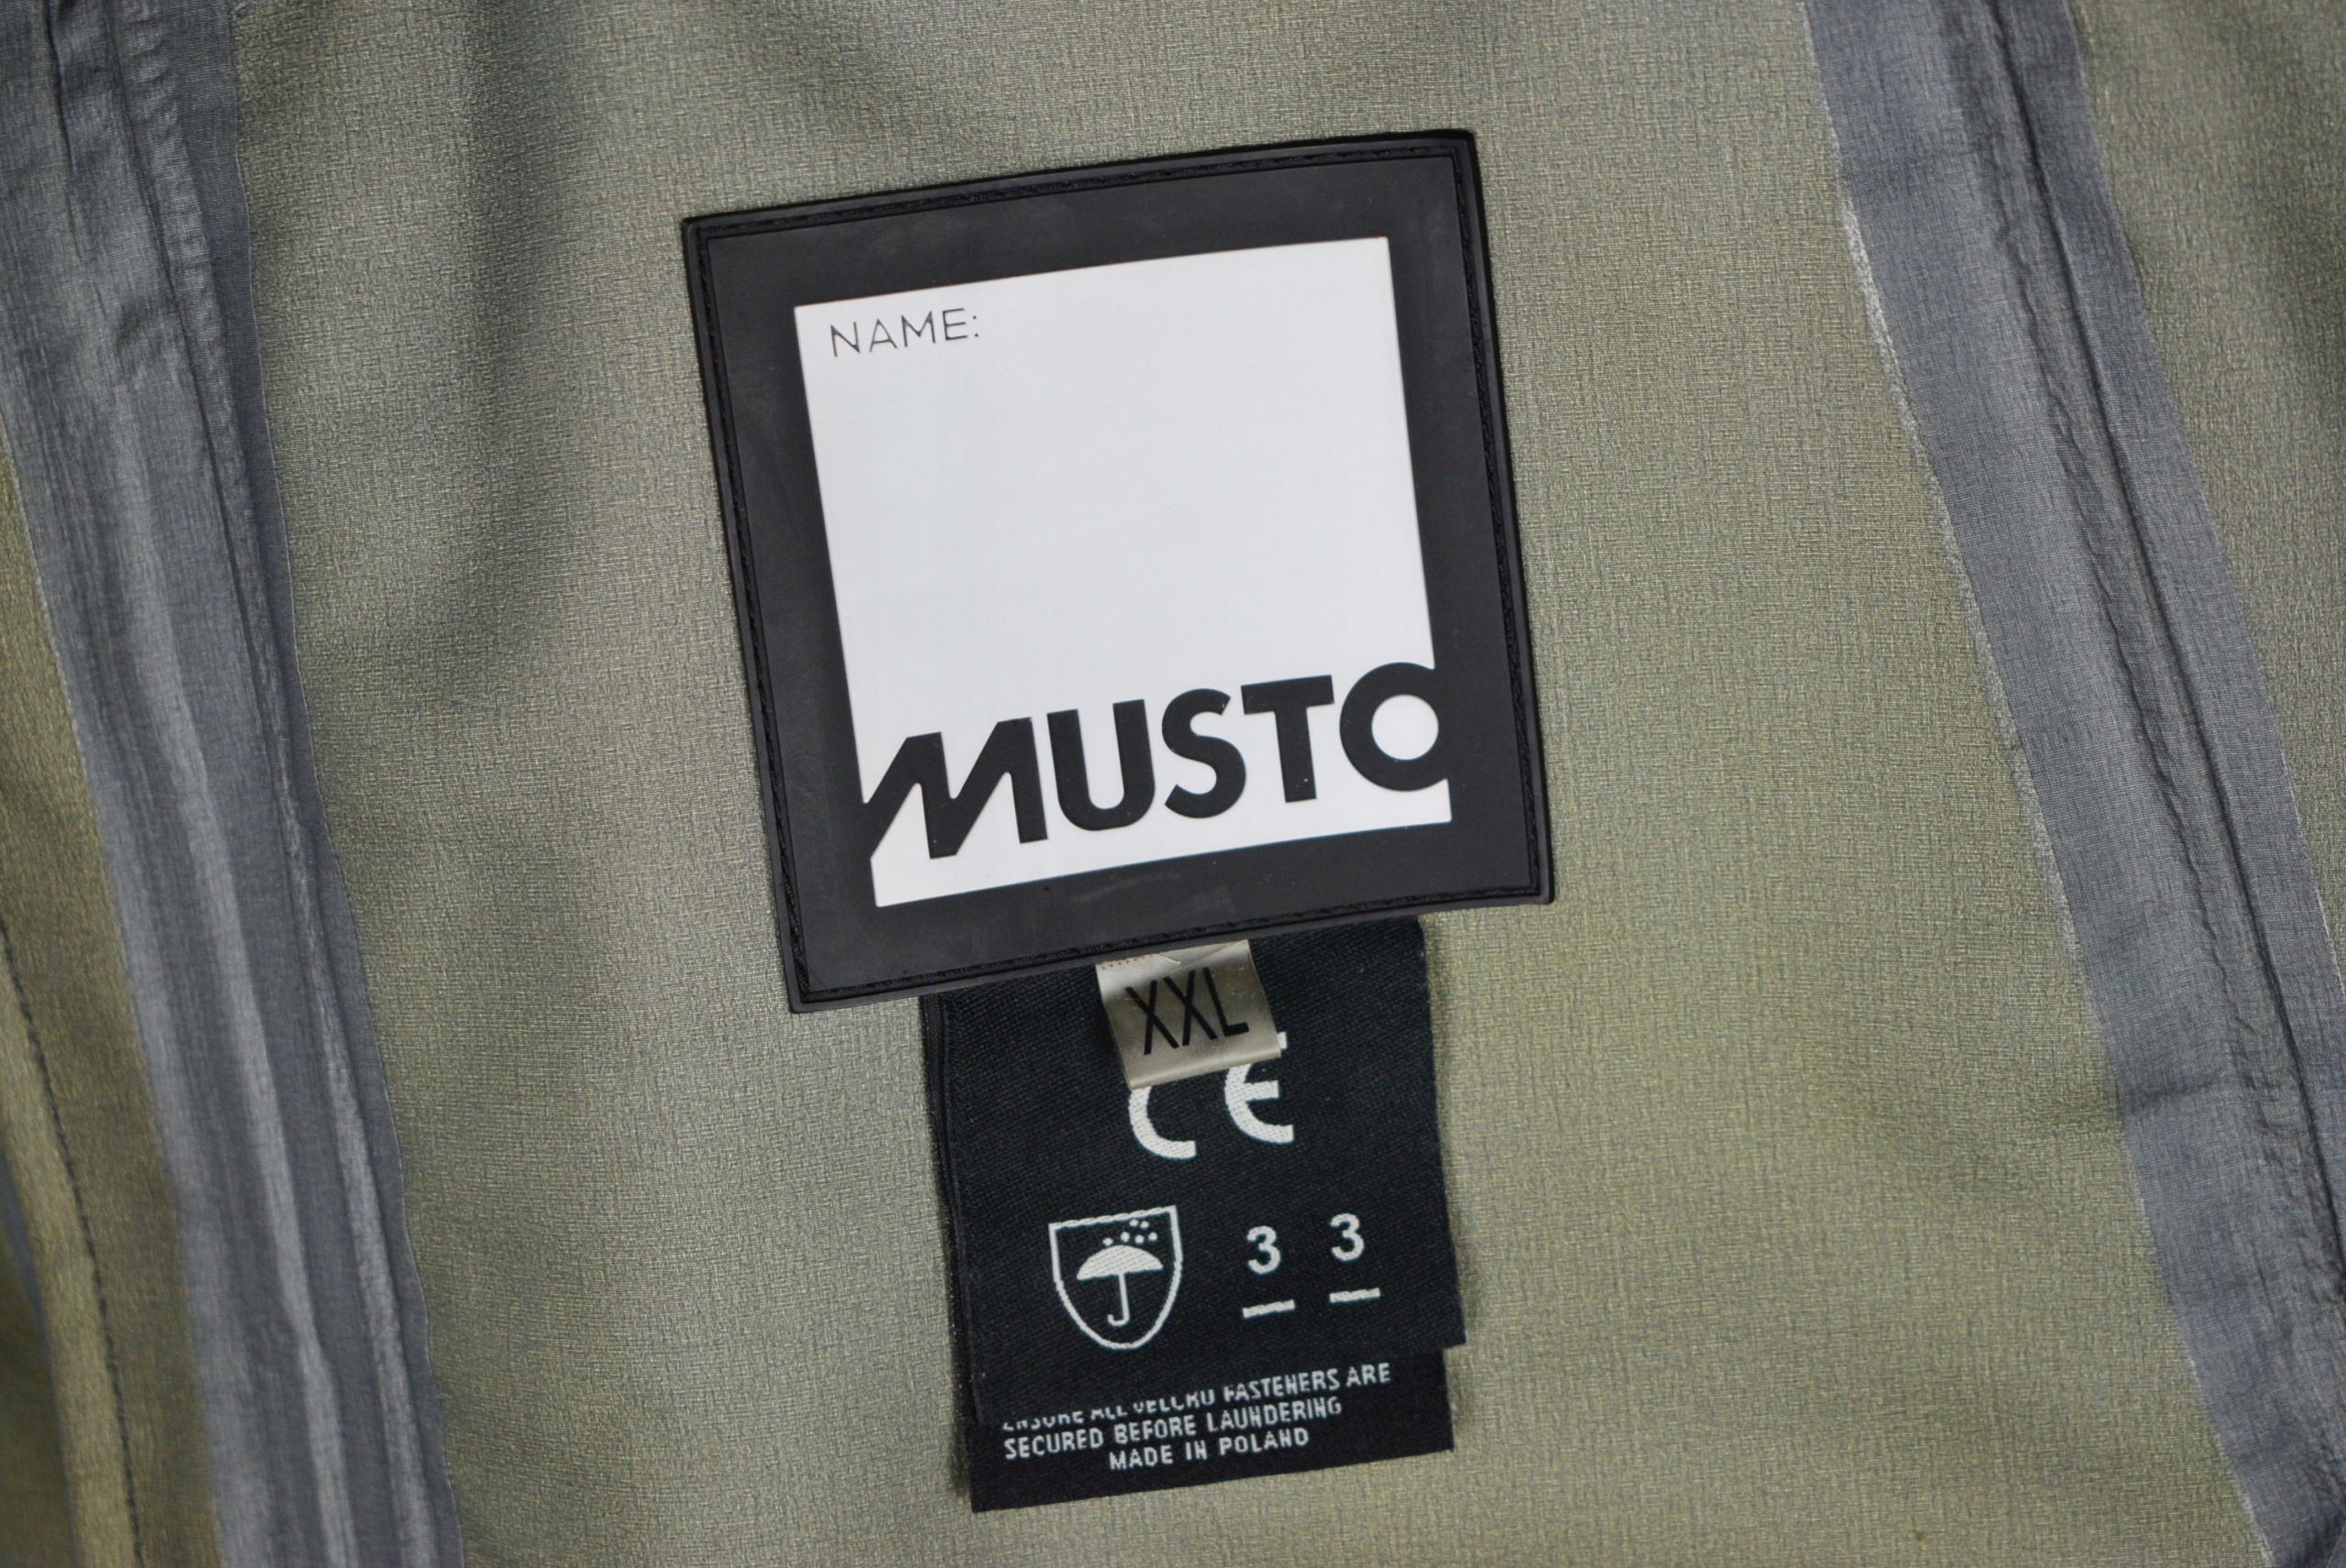 NAME:
MUSTO
XXL
CE
3 3
ENSURE ALL VELCRO FASTENERS ARE
SECURED BEFORE LAUNDERING
MADE IN POLAND